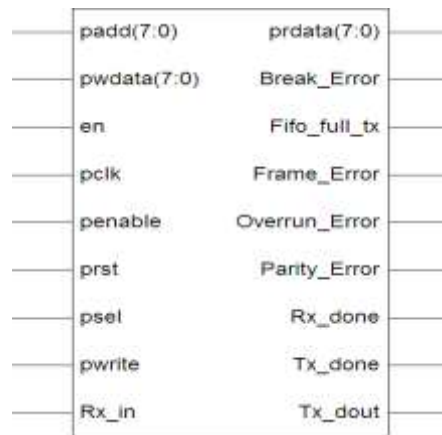 padd(7:0) prdata(7:0)
pwdata(7:0) Break_Error
en Fifo_full_tx
pclk Frame_Error
penable Overrun_Error
prst Parity_Error
psel Rx_done
pwrite Tx_done
Rx_in Tx_dout